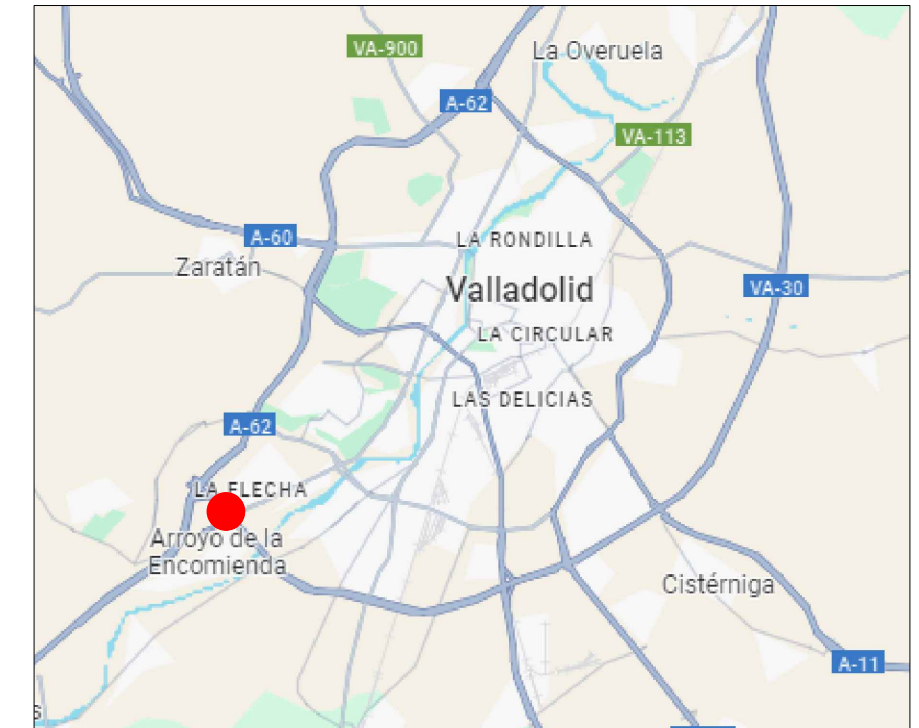 VA-900
La Overuela
A-62
VA-113
A-60
LA RONDILLA
Zaratán
Valladolid
VA-30
LA CIRCULAR
LAS DELICIAS
A-62
LA FLECHA
Arroyo de la
Encomienda
Cistérniga
A-11